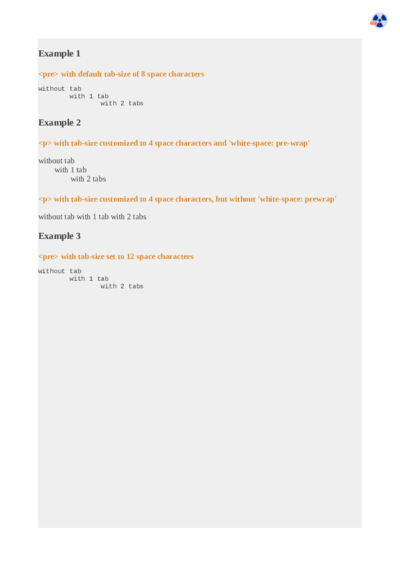 Example 1
<pre> with default tab-size of 8 space characters
without tab
        with 1 tab
                with 2 tabs
Example 2
<p> with tab-size customized to 4 space characters and 'white-space: pre-wrap'
without tab
    with 1 tab
        with 2 tabs
<p> with tab-size customized to 4 space characters, but without 'white-space: prewrap'
without tab with 1 tab with 2 tabs
Example 3
<pre> with tab-size set to 12 space characters
without tab
        with 1 tab
                with 2 tabs